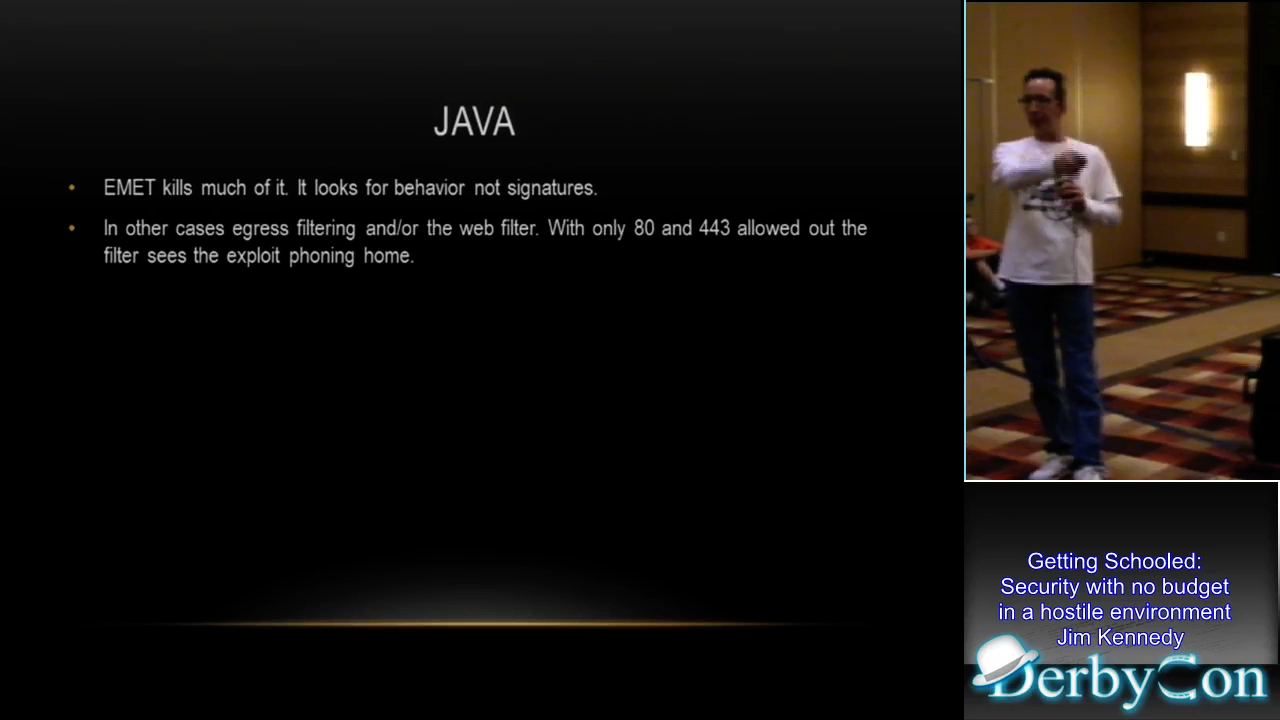 JAVA
• EMET kills much of it. It looks for behavior not signatures.
• In other cases egress filtering and/or the web filter. With only 80 and 443 allowed out the
filter sees the exploit phoning home.
Getting Schooled:
Security with no budget
in a hostile environment
Jim Kennedy
DerbyCon